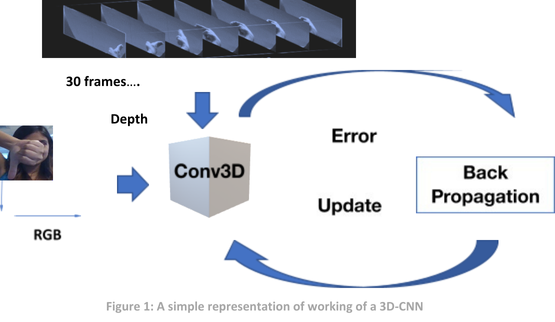 30 frames....
Depth
Conv3D
Error
Back
Propagation
Update
RGB
Figure 1: A simple representation of working of a 3D-CNN